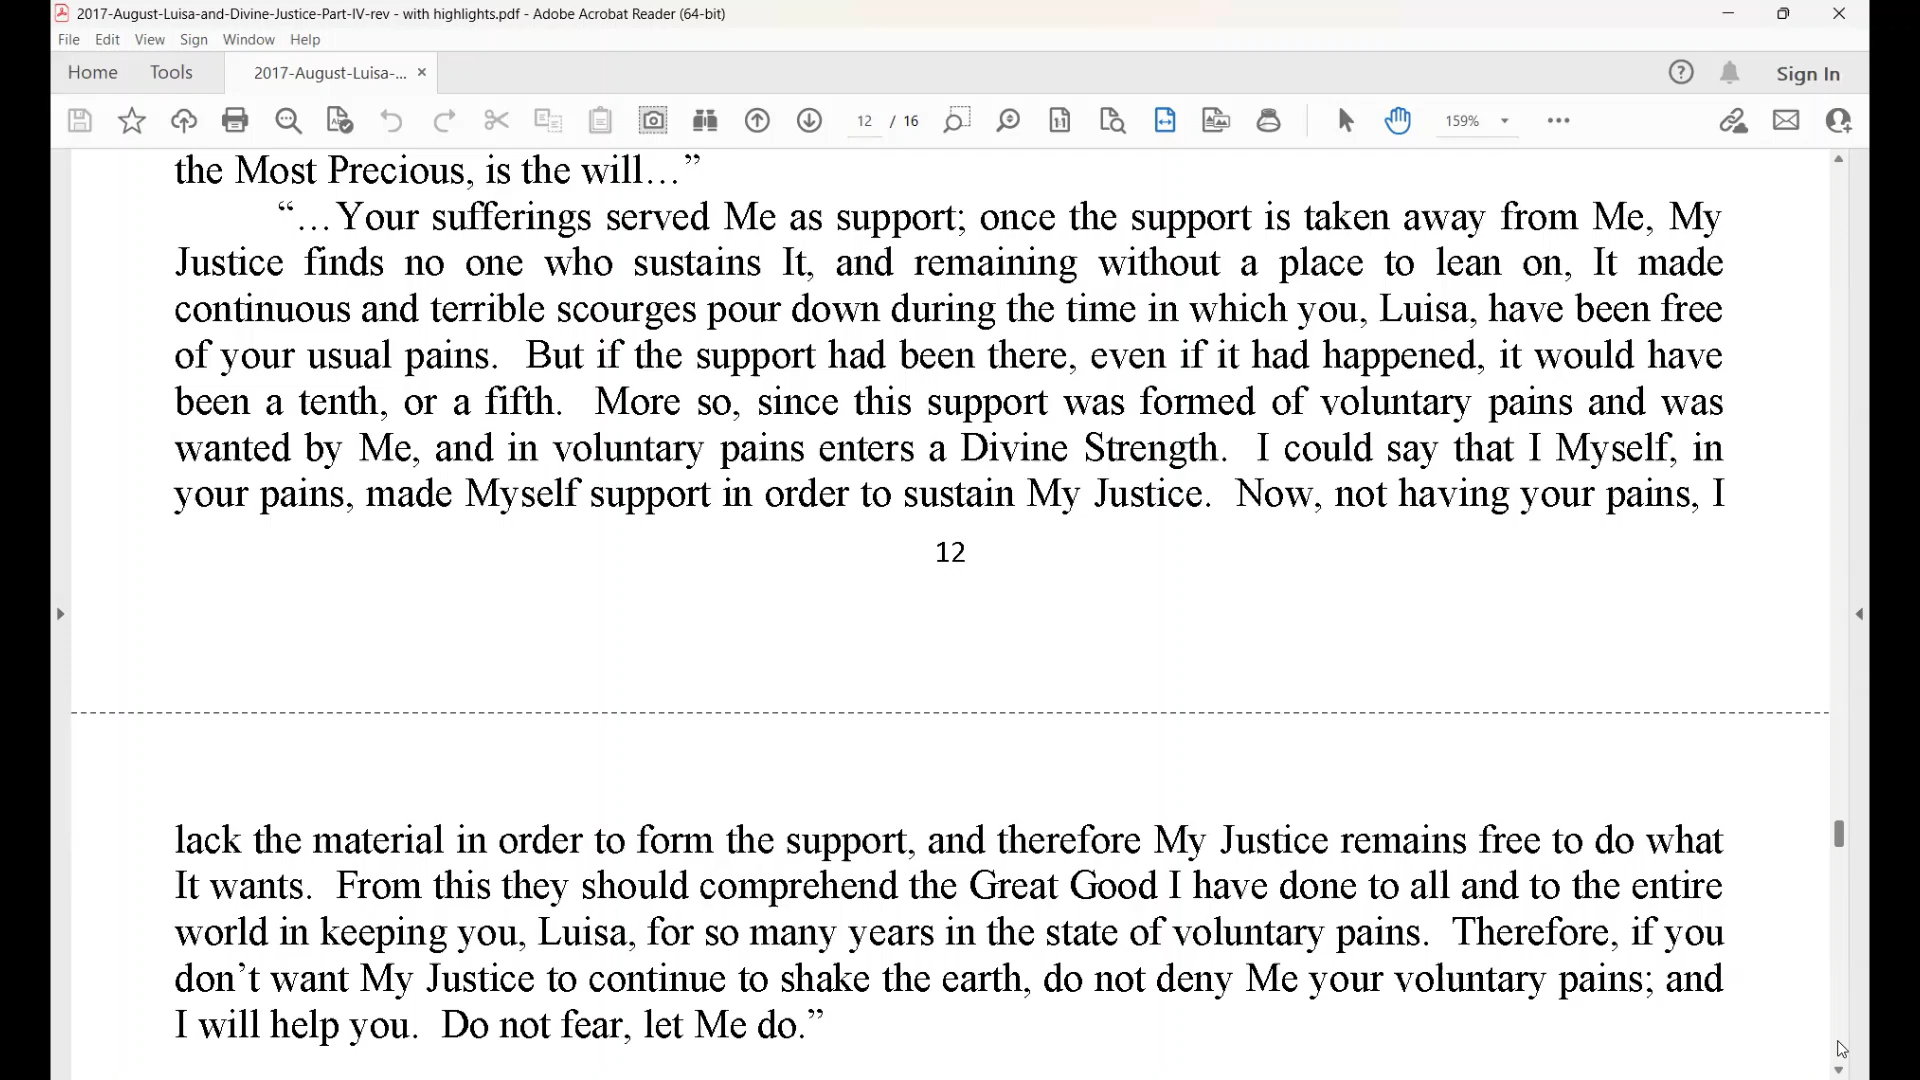 2017-August-Luisa-and-Divine-Justice-Part-IV-rev - with highlights.pdf - Adobe Acrobat Reader (64-bit)
File Edit View Sign Window Help
Home Tools 2017-August-Luisa-... × Sign In
12 / 16 159%
the Most Precious, is the will…”
“…Your sufferings served Me as support; once the support is taken away from Me, My
Justice finds no one who sustains It, and remaining without a place to lean on, It made
continuous and terrible scourges pour down during the time in which you, Luisa, have been free
of your usual pains. But if the support had been there, even if it had happened, it would have
been a tenth, or a fifth. More so, since this support was formed of voluntary pains and was
wanted by Me, and in voluntary pains enters a Divine Strength. I could say that I Myself, in
your pains, made Myself support in order to sustain My Justice. Now, not having your pains, I
12
lack the material in order to form the support, and therefore My Justice remains free to do what
It wants. From this they should comprehend the Great Good I have done to all and to the entire
world in keeping you, Luisa, for so many years in the state of voluntary pains. Therefore, if you
don’t want My Justice to continue to shake the earth, do not deny Me your voluntary pains; and
I will help you. Do not fear, let Me do.”